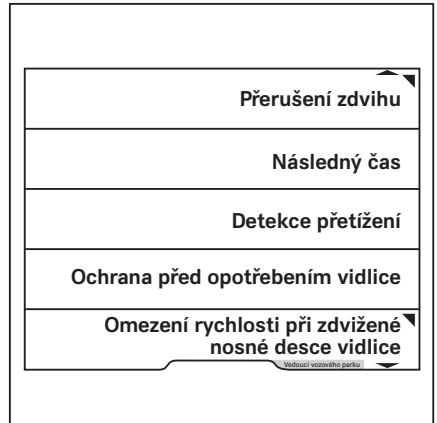 Přerušení zdvihu
Následný čas
Detekce přetížení
Ochrana před opotřebením vidlice
Omezení rychlosti při zdvižené
nosné desce vidlice
Vedoucí vozového parku